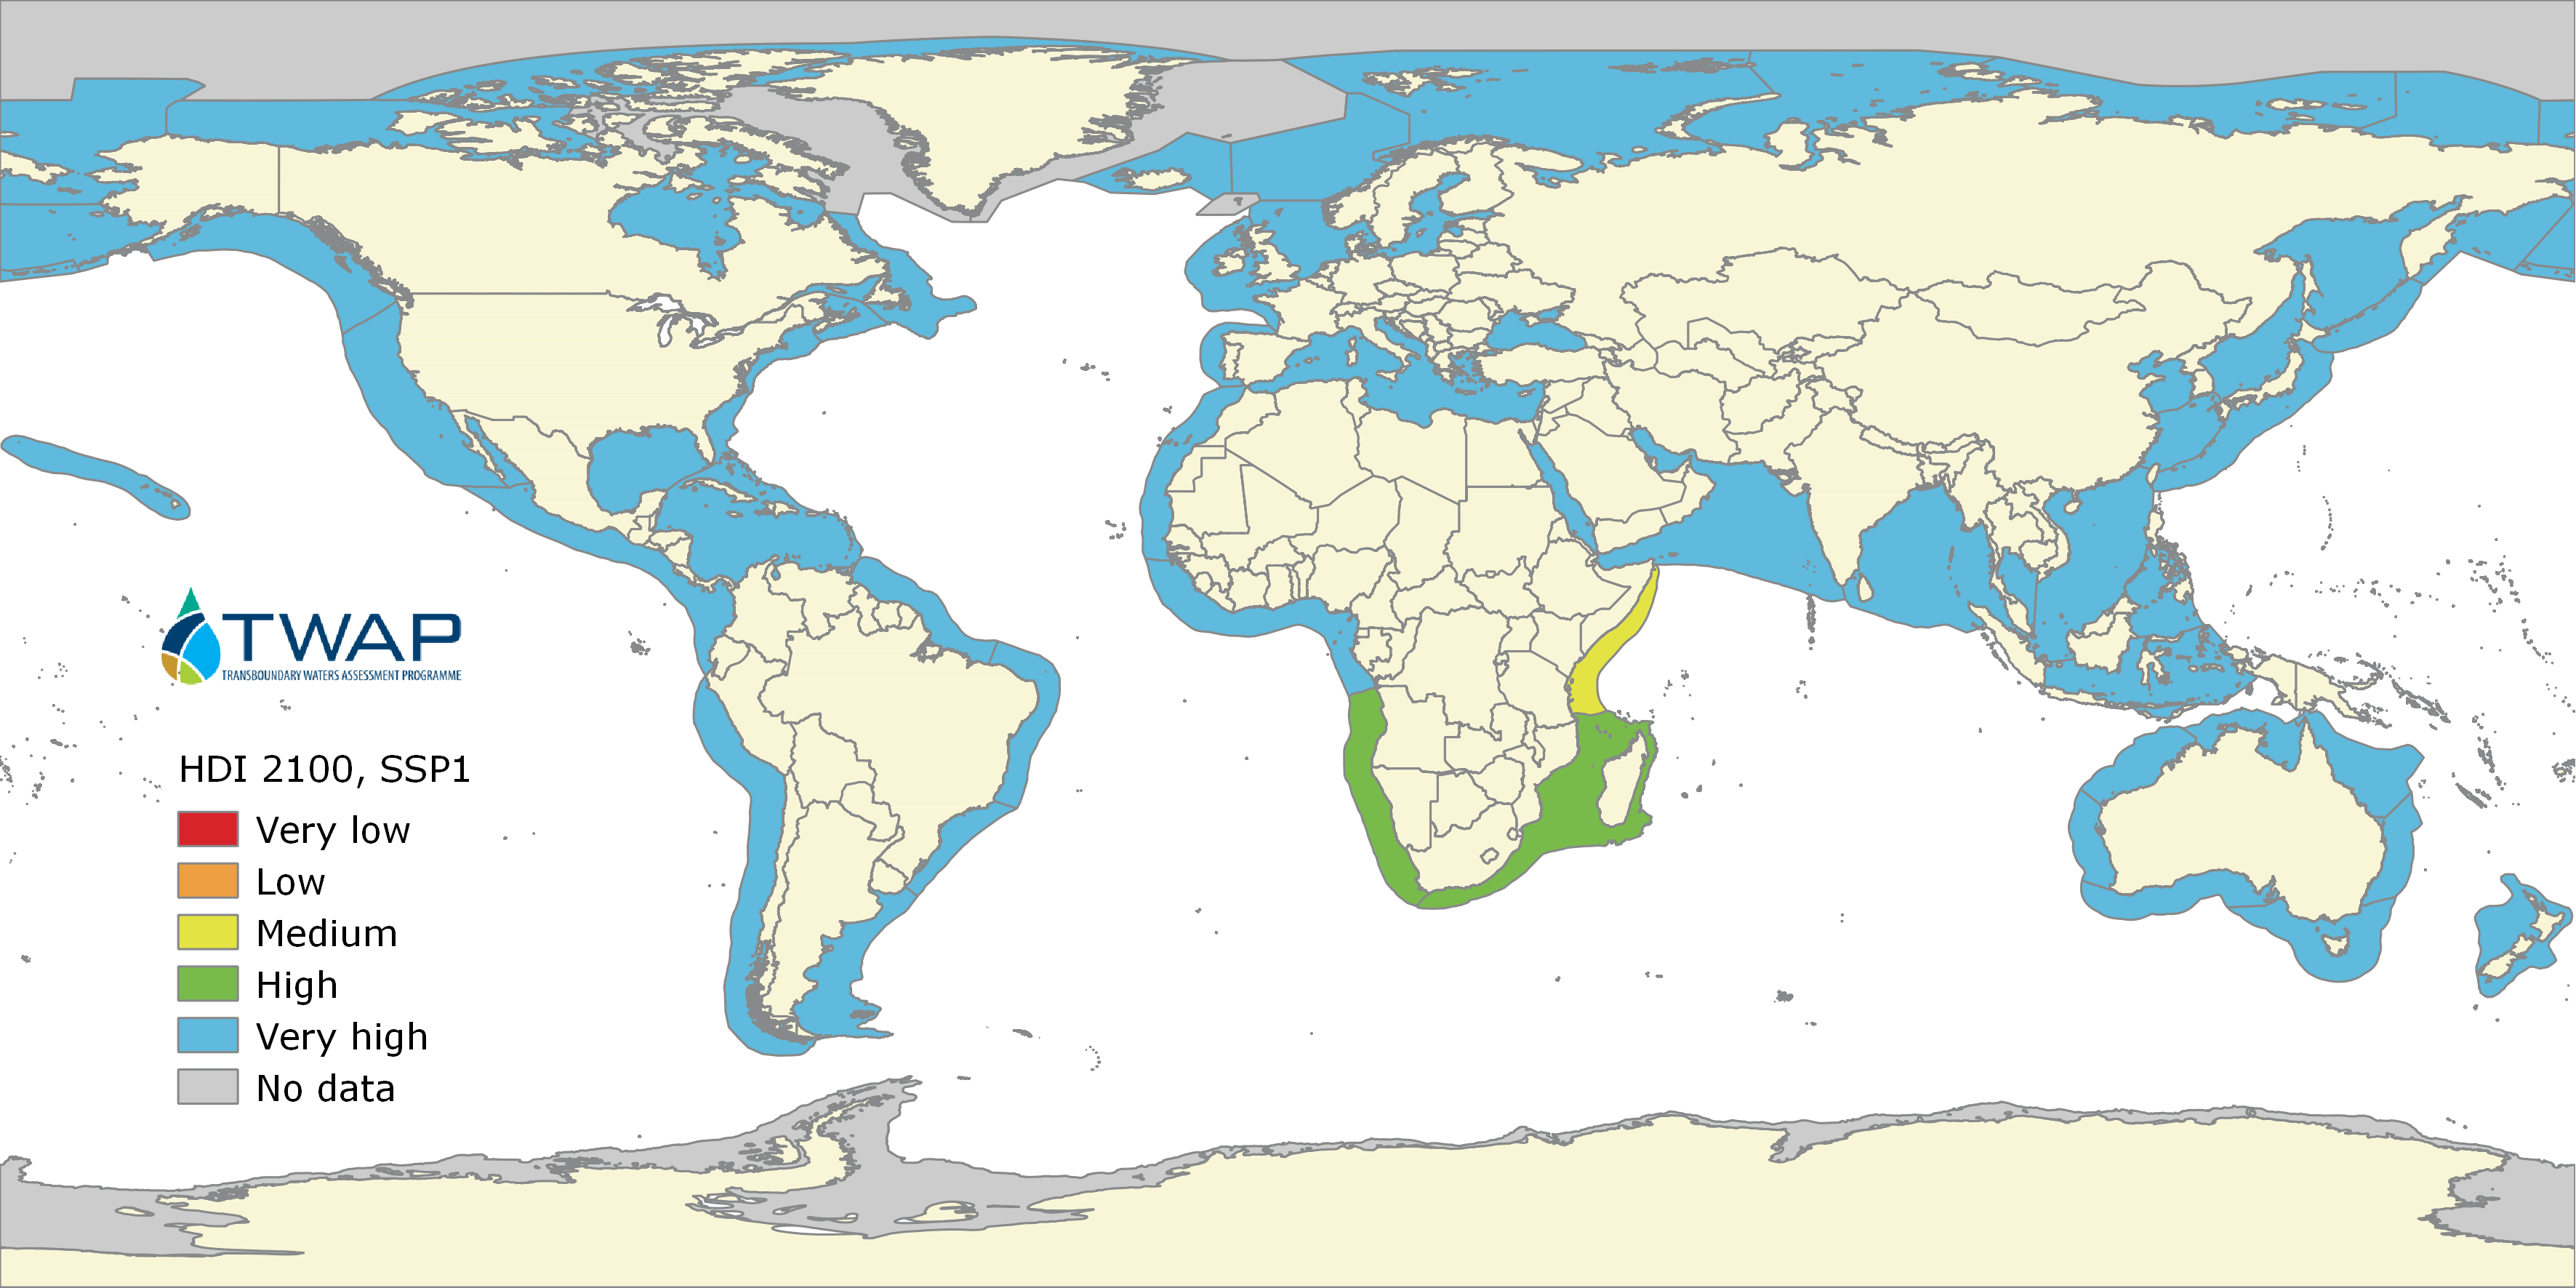 TWAP
TRANSBOUNDARY WATERS ASSESSMENT PROGRAMME
HDI 2100, SSP1
Very low
Low
Medium
High
Very high
No data